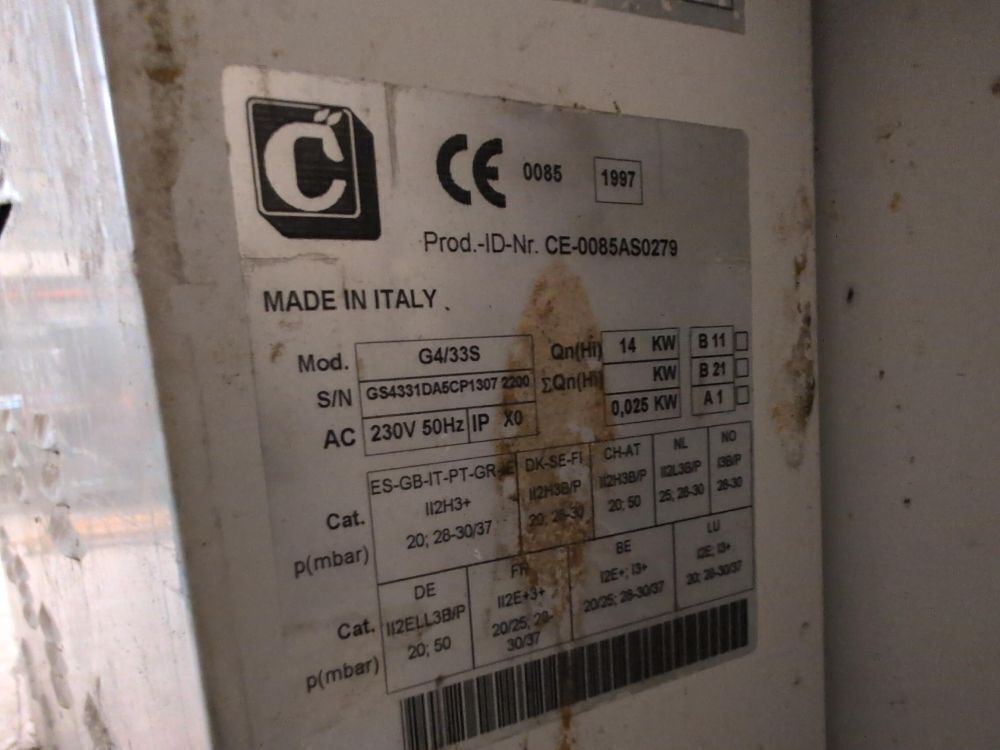 C
CE 0085 1997
Prod.-ID-Nr. CE-0085AS0279
MADE IN ITALY
Mod. G4/33S Qn(Hi) 14 KW B 11
S/N GS4331DA5CP1307 2200 ΣQn(Hi) KW B 21
AC 230V 50Hz IP X0 0,025 KW A 1
ES-GB-IT-PT-GR-IE DK-SE-FI CH-AT NL NO
Cat. II2H3+ II2H3B/P II2H3B/P II2L3B/P I3B/P
p(mbar) 20; 28-30/37 20; 28-30 20; 50 25; 28-30 28-30
DE FR BE LU
Cat. II2ELL3B/P II2E+3+ I2E+; I3+ I2E; I3+
p(mbar) 20; 50 20/25; 28-30/37 20/25; 28-30/37 20; 28-30/37